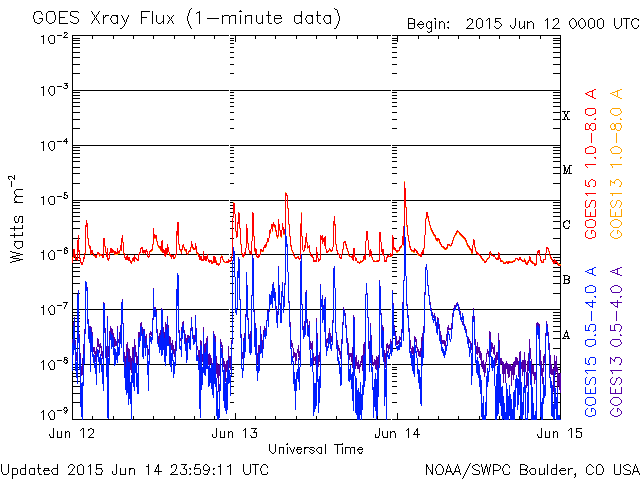 GOES Xray Flux (1-minute data)
Begin: 2015 Jun 12 0000 UTC
10-2
10-3
10-4
10-5
10-6
10-7
10-8
10-9
Watts m-2
X
M
C
B
A
GOES15 1.0-8.0 A
GOES13 1.0-8.0 A
GOES15 0.5-4.0 A
GOES13 0.5-4.0 A
Jun 12
Jun 13
Jun 14
Jun 15
Universal Time
Updated 2015 Jun 14 23:59:11 UTC
NOAA/SWPC Boulder, CO USA